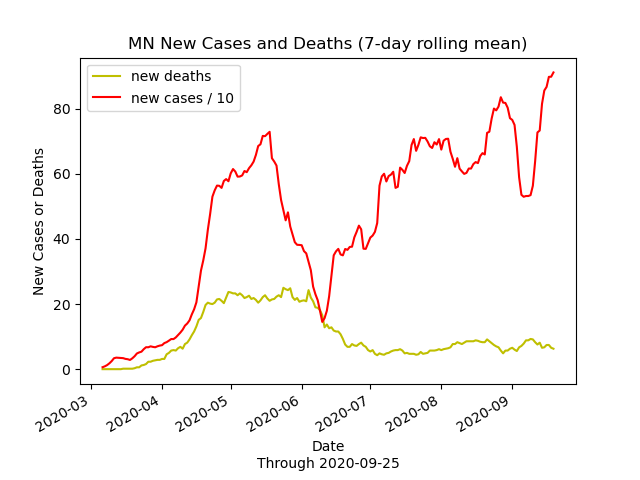 MN New Cases and Deaths (7-day rolling mean)
new deaths
new cases / 10
New Cases or Deaths
80
60
40
20
0
2020-03
2020-04
2020-05
2020-06
2020-07
2020-08
2020-09
Date
Through 2020-09-25